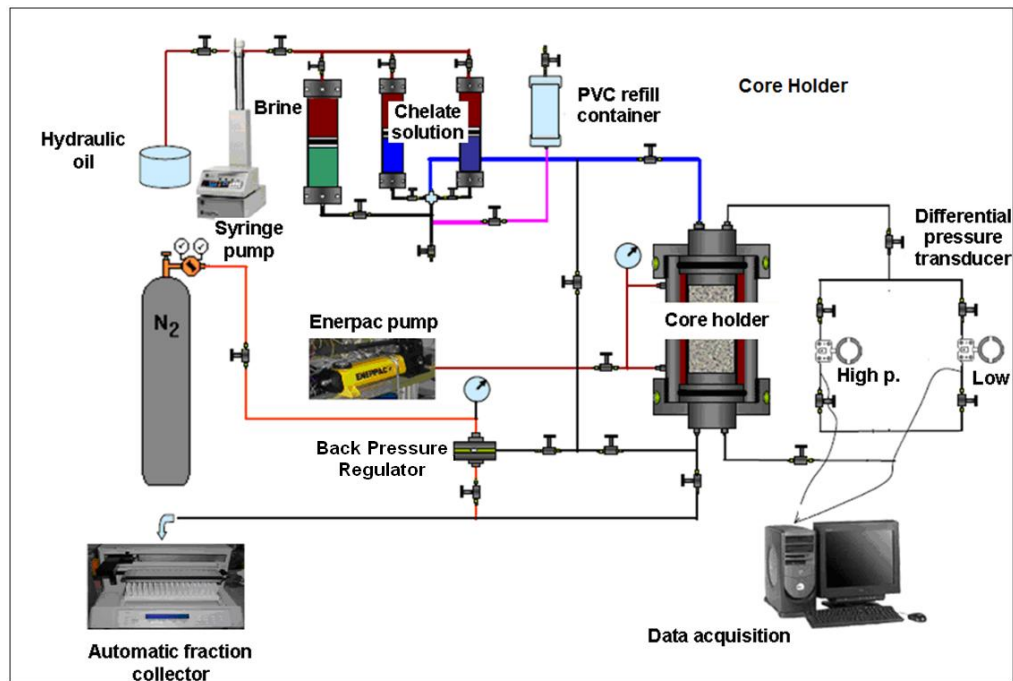 Core Holder
Brine
Chelate
solution
PVC refill
container
Hydraulic
oil
Syringe
pump
Differential
pressure
transducer
N2
Enerpac pump
ENERPAC
Core holder
High p.
Low
Back Pressure
Regulator
Automatic fraction
collector
Data acquisition